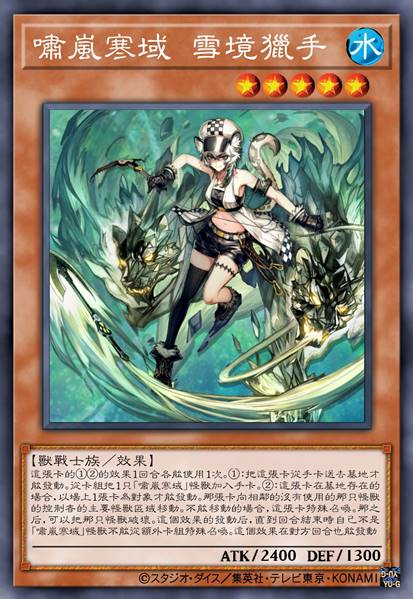 嘯嵐寒域 雪境獵手
水
【獸戰士族／效果】
這張卡的①②的效果1回合各能使用1次。①：把這張卡從手卡送去墓地才
能發動。從卡組把1只「嘯嵐寒域」怪獸加入手卡。②：這張卡在墓地存在的
場合，以場上1張卡為對象才能發動。那張卡向相鄰的沒有使用的那只怪獸
的控制者的主要怪獸區域移動。不能移動的場合，這張卡特殊召喚。那之
後，可以把那只怪獸破壞。這個效果的發動後，直到回合結束時自己不是
「嘯嵐寒域」怪獸不能從額外卡組特殊召喚。這個效果在對方回合也能發動
ATK/2400 DEF/1300
©スタジオ・ダイス/集英社・テレビ東京・KONAMI